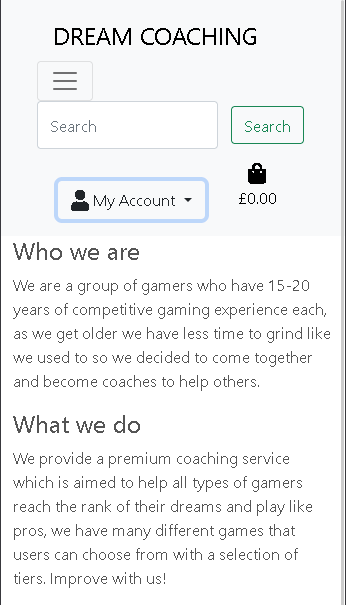 DREAM COACHING
Search
Search
My Account
£0.00
Who we are
We are a group of gamers who have 15-20
years of competitive gaming experience each,
as we get older we have less time to grind like
we used to so we decided to come together
and become coaches to help others.
What we do
We provide a premium coaching service
which is aimed to help all types of gamers
reach the rank of their dreams and play like
pros, we have many different games that
users can choose from with a selection of
tiers. Improve with us!